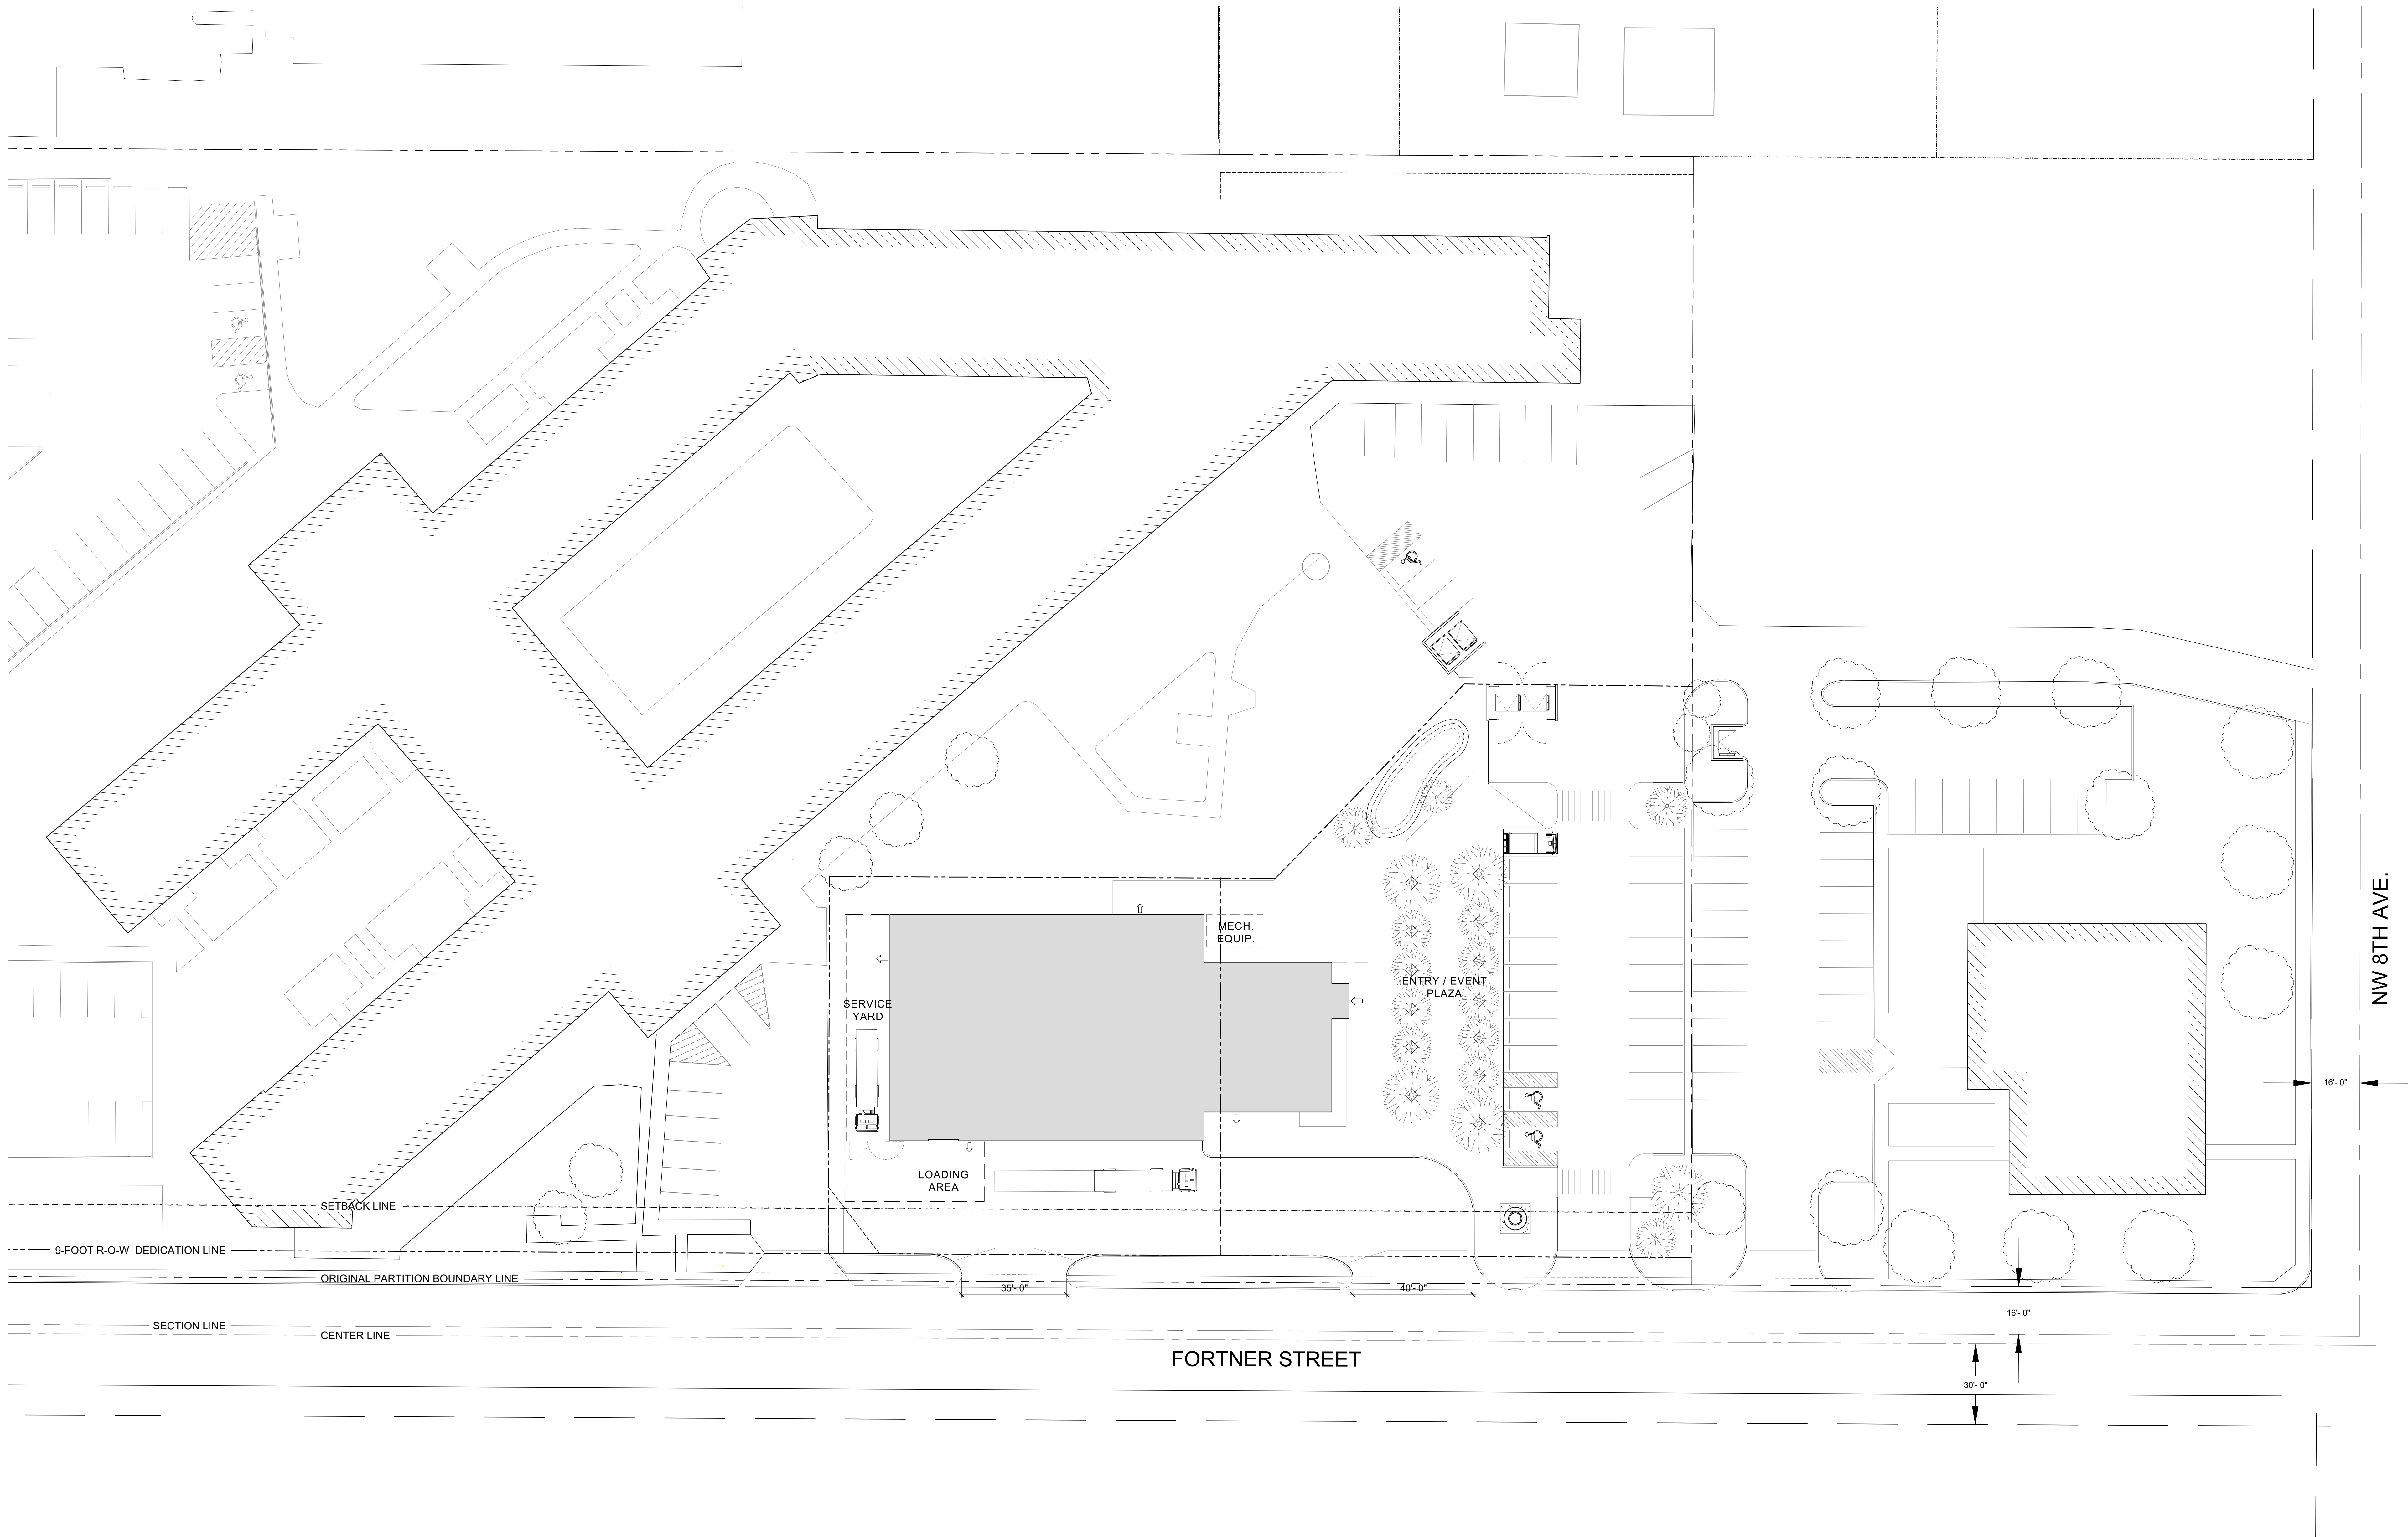 MECH.
EQUIP.
ENTRY / EVENT
PLAZA
SERVICE
YARD
LOADING
AREA
SETBACK LINE
9-FOOT R-O-W  DEDICATION LINE
ORIGINAL PARTITION BOUNDARY LINE
35'- 0"
40'- 0"
SECTION LINE
CENTER LINE
FORTNER STREET
16'- 0"
30'- 0"
16'- 0"
NW 8TH AVE.